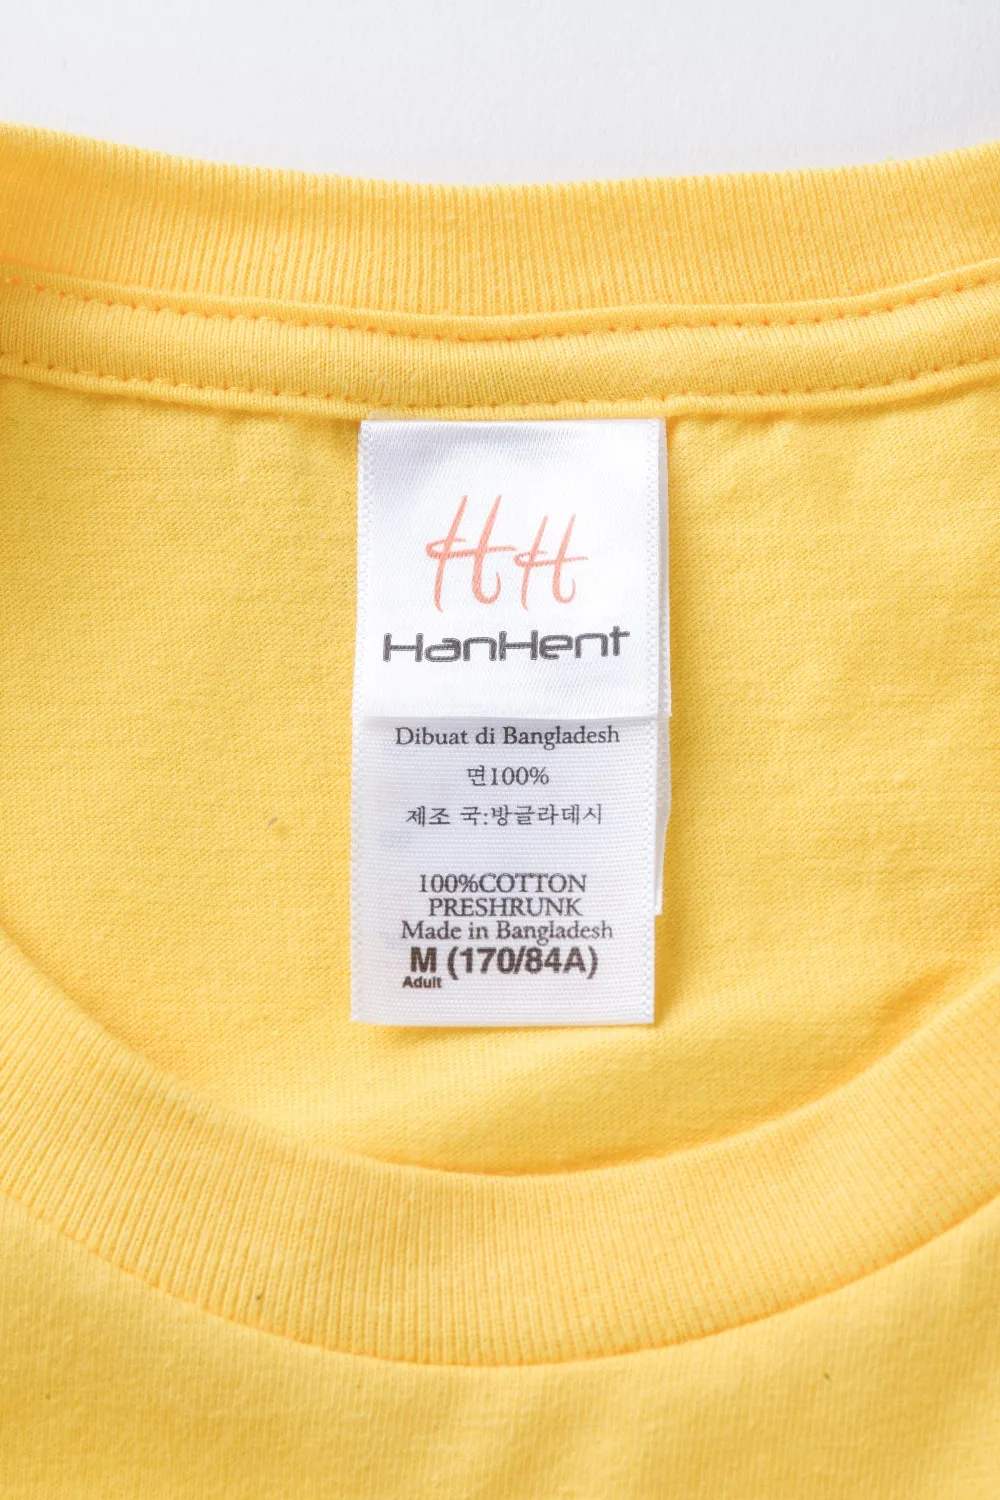 HH
HanHent
Dibuat di Bangladesh
면100%
제조 국:방글라데시
100%COTTON
PRESHRUNK
Made in Bangladesh
M (170/84A)
Adult